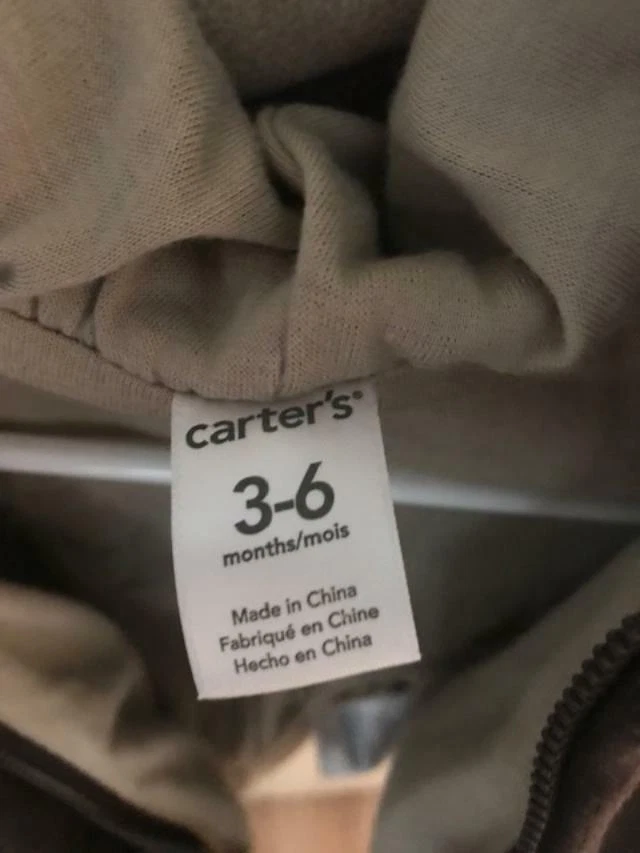 carter's®
3-6
months/mois
Made in China
Fabriqué en Chine
Hecho en China